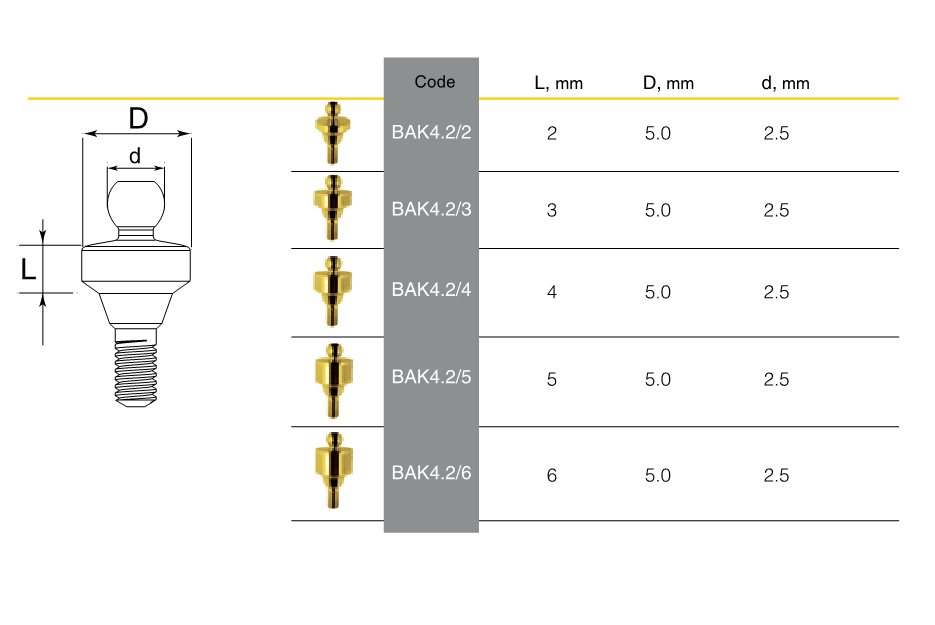 Code L, mm D, mm d, mm
BAK4.2/2 2 5.0 2.5
BAK4.2/3 3 5.0 2.5
BAK4.2/4 4 5.0 2.5
BAK4.2/5 5 5.0 2.5
BAK4.2/6 6 5.0 2.5
D
d
L